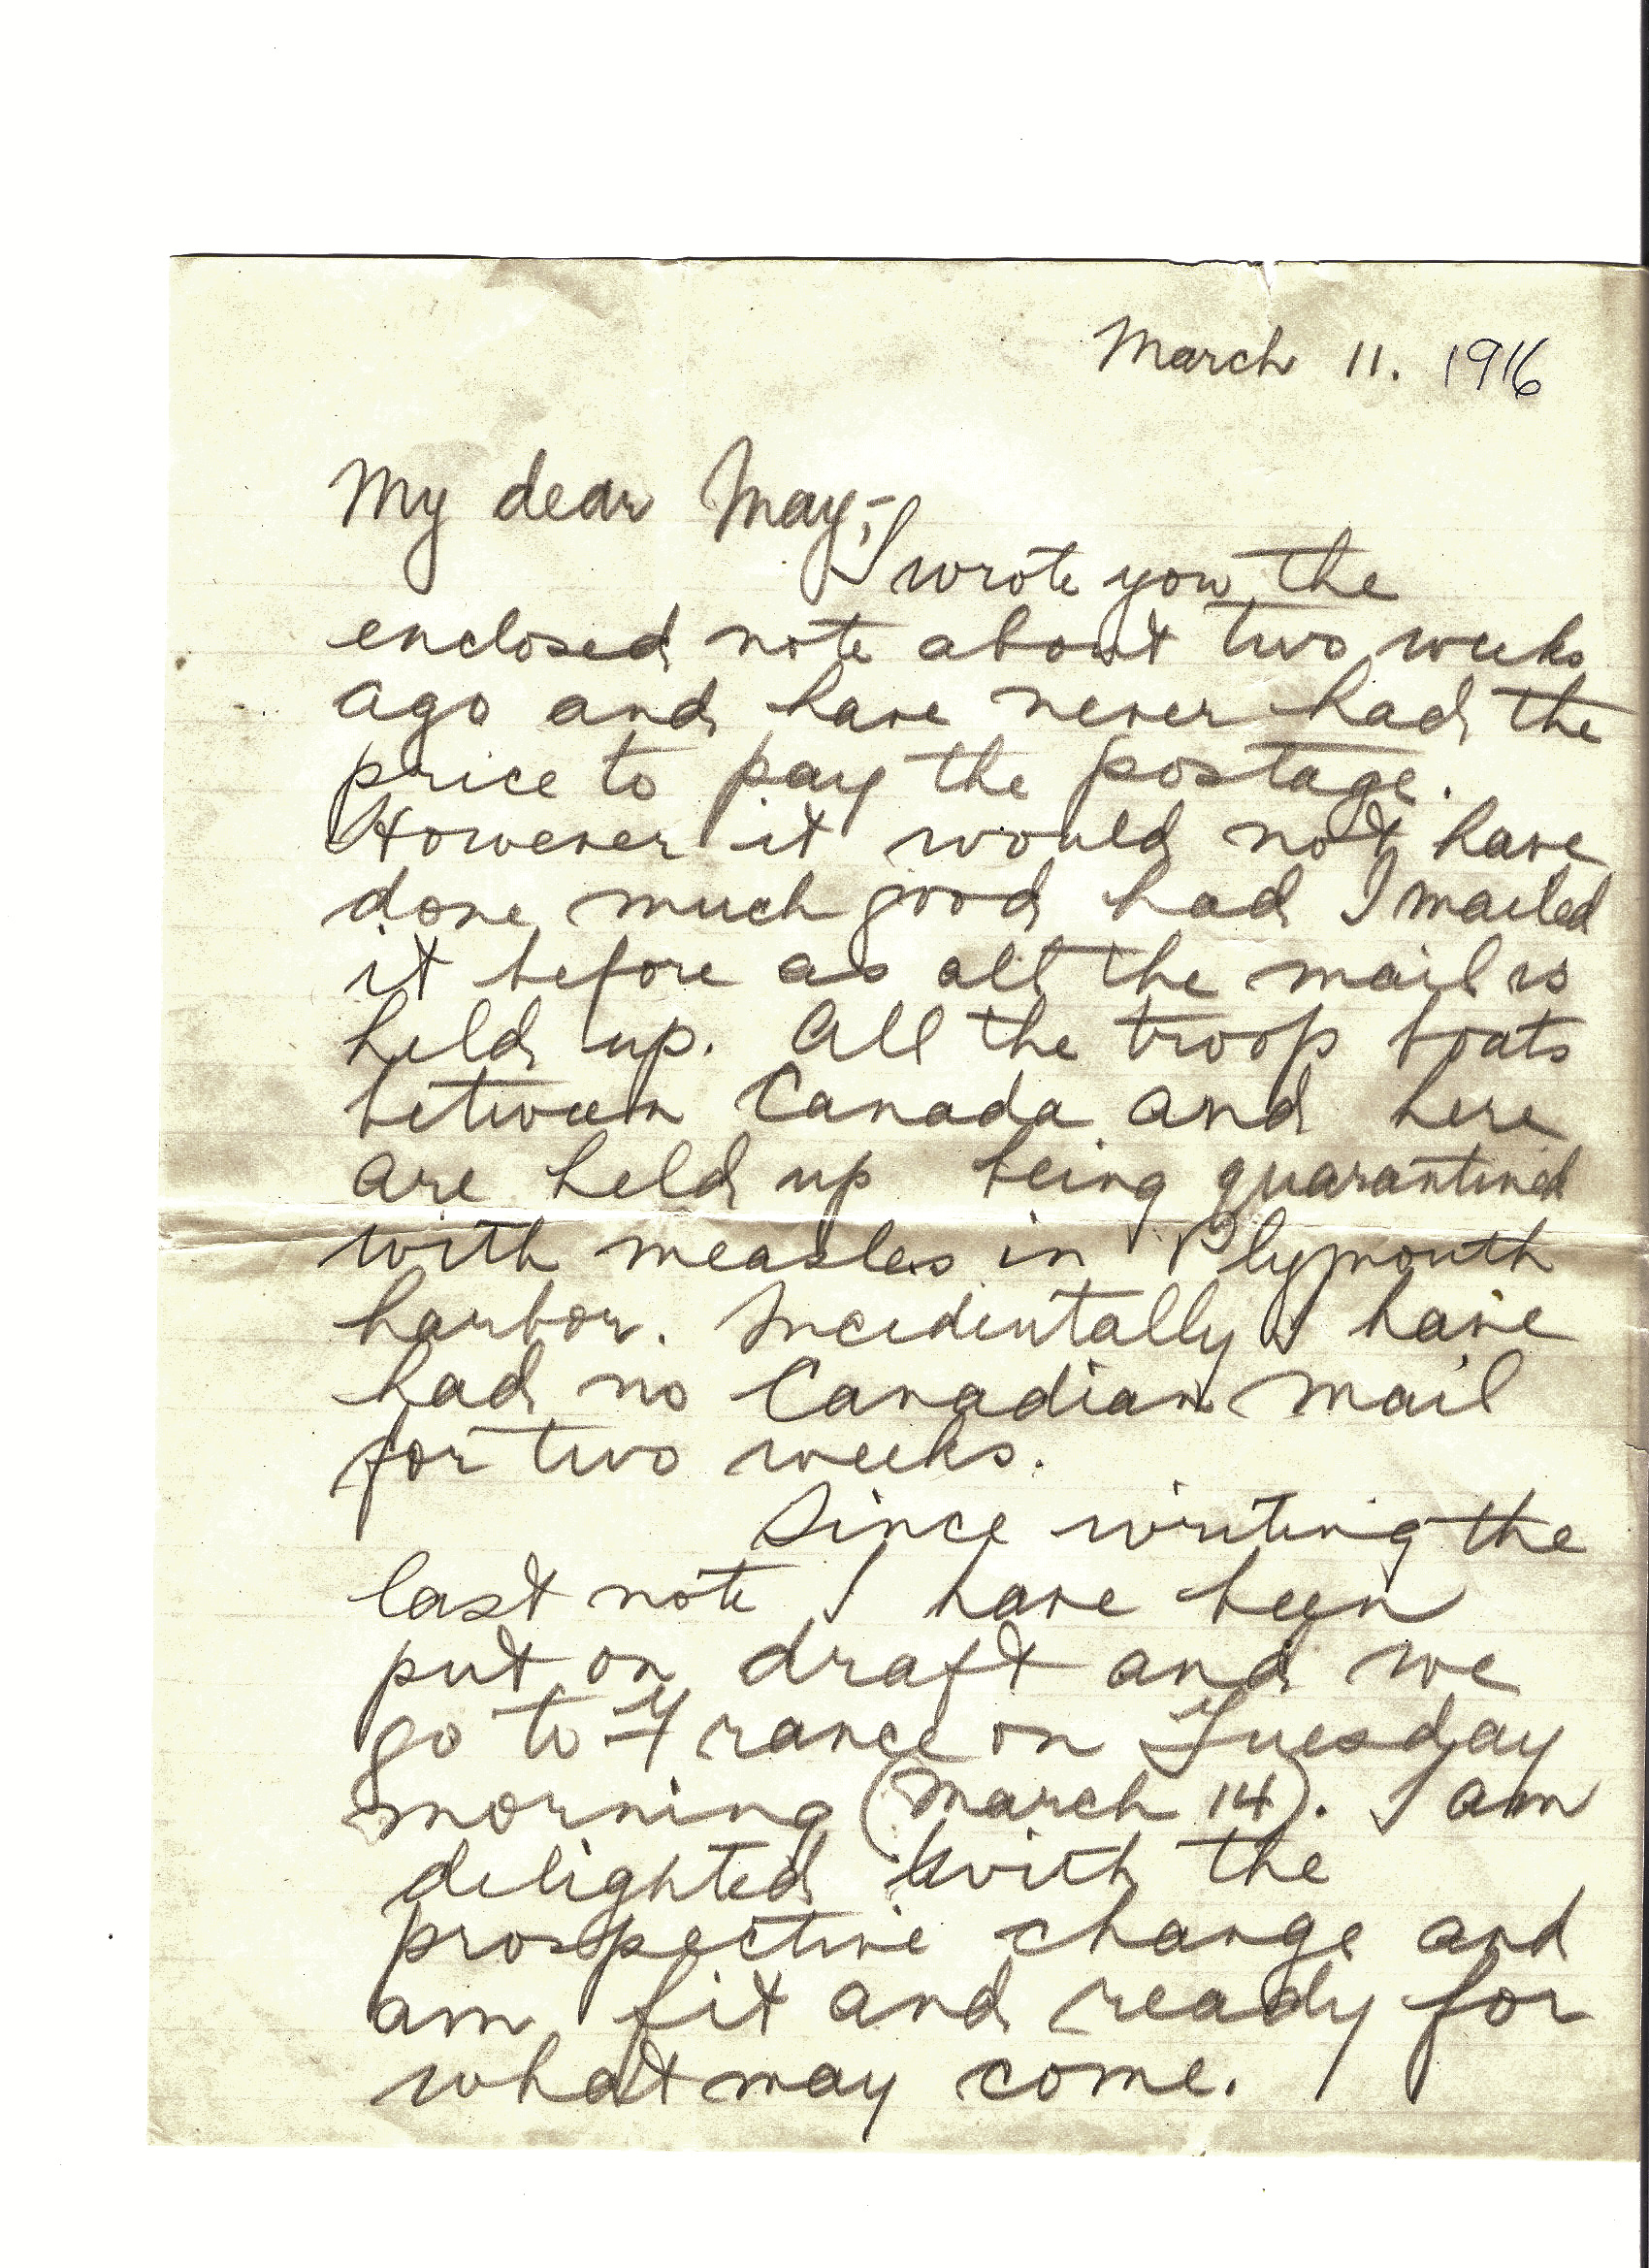 March 11. 1916
My dear May;-
I wrote you the
enclosed note about two weeks
ago and have never had the
price to pay the postage.
However it would not have
done much good had I mailed
it before as all the mail is
held up. All the troop boats
between Canada and here
are held up being quarantined
with measles in Plymouth
harbor. Incidentally I have
had no Canadian mail
for two weeks.
Since writing the
last note I have been
put on draft and we
go to France on Tuesday
morning (March 14). I am
delighted with the
prospective change and
am fit and ready for
what may come.